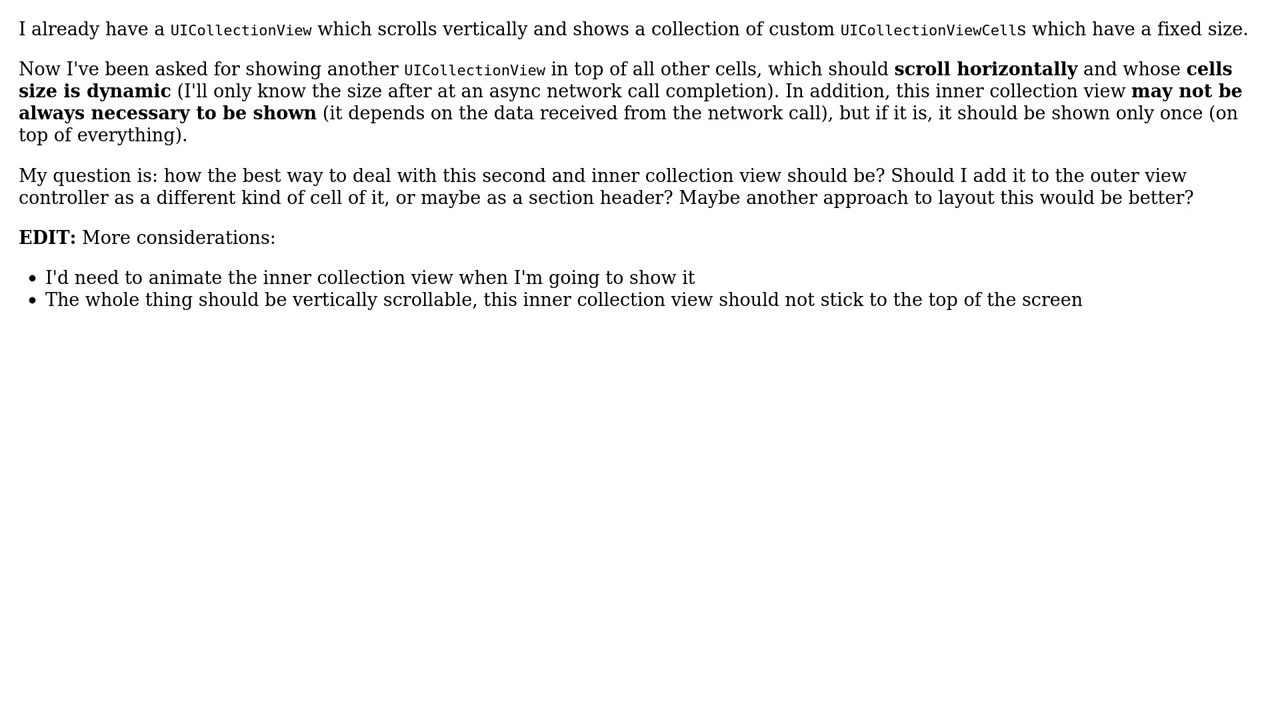 I already have a UICollectionView which scrolls vertically and shows a collection of custom UICollectionViewCells which have a fixed size.
Now I've been asked for showing another UICollectionView in top of all other cells, which should scroll horizontally and whose cells
size is dynamic (I'll only know the size after at an async network call completion). In addition, this inner collection view may not be
always necessary to be shown (it depends on the data received from the network call), but if it is, it should be shown only once (on
top of everything).
My question is: how the best way to deal with this second and inner collection view should be? Should I add it to the outer view
controller as a different kind of cell of it, or maybe as a section header? Maybe another approach to layout this would be better?
EDIT: More considerations:
• I'd need to animate the inner collection view when I'm going to show it
• The whole thing should be vertically scrollable, this inner collection view should not stick to the top of the screen